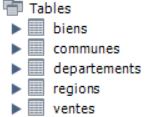 Tables
biens
communes
departements
regions
ventes